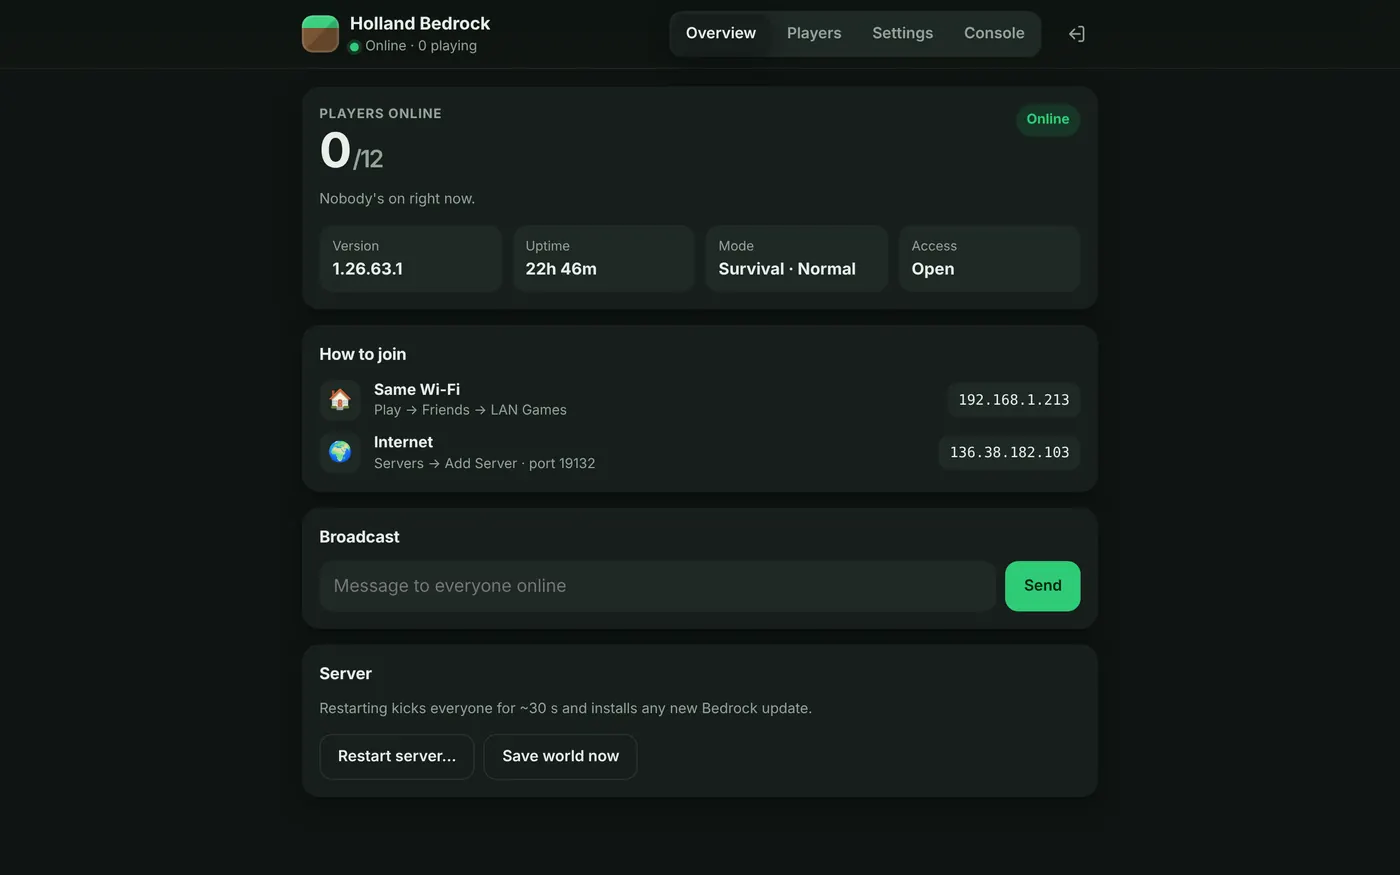 Holland Bedrock
Online · 0 playing
Overview
Players
Settings
Console
PLAYERS ONLINE
Online
0/12
Nobody's on right now.
Version
1.26.63.1
Uptime
22h 46m
Mode
Survival · Normal
Access
Open
How to join
Same Wi-Fi
Play → Friends → LAN Games
192.168.1.213
Internet
Servers → Add Server · port 19132
136.38.182.103
Broadcast
Message to everyone online
Send
Server
Restarting kicks everyone for ~30 s and installs any new Bedrock update.
Restart server...
Save world now